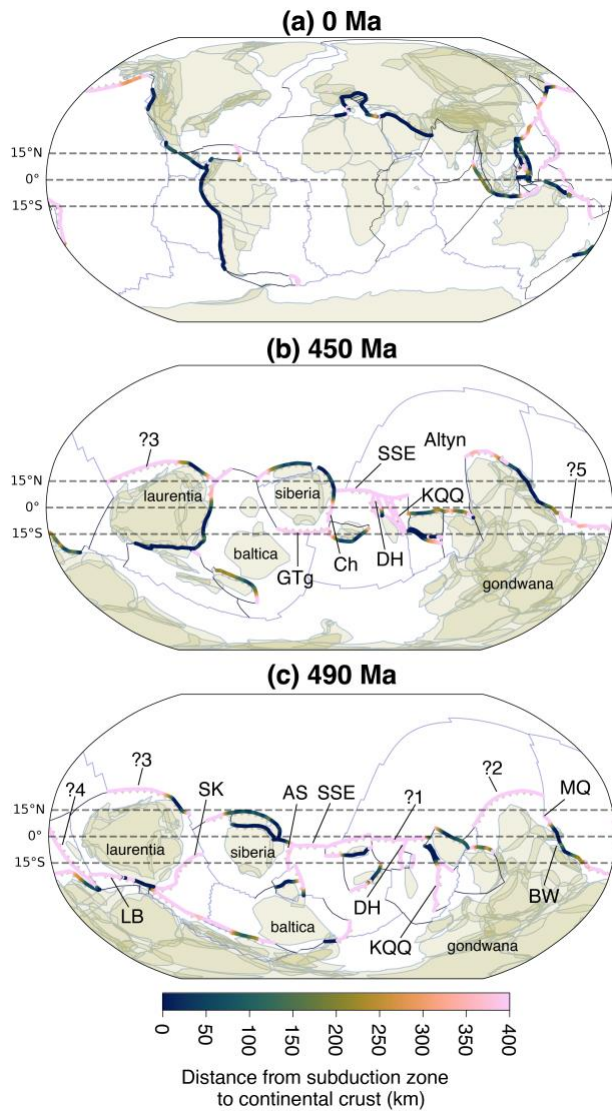 (a) 0 Ma
15°N
0°
15°S
(b) 450 Ma
?3
SSE
Altyn
KQQ
?5
15°N
laurentia
siberia
0°
15°S
baltica
GTg
Ch
DH
gondwana
(c) 490 Ma
?4
?3
SK
AS
SSE
?1
?2
MQ
15°N
0°
laurentia
siberia
15°S
LB
DH
BW
baltica
KQQ
gondwana
0
50
100
150
200
250
300
350
400
Distance from subduction zone
to continental crust (km)